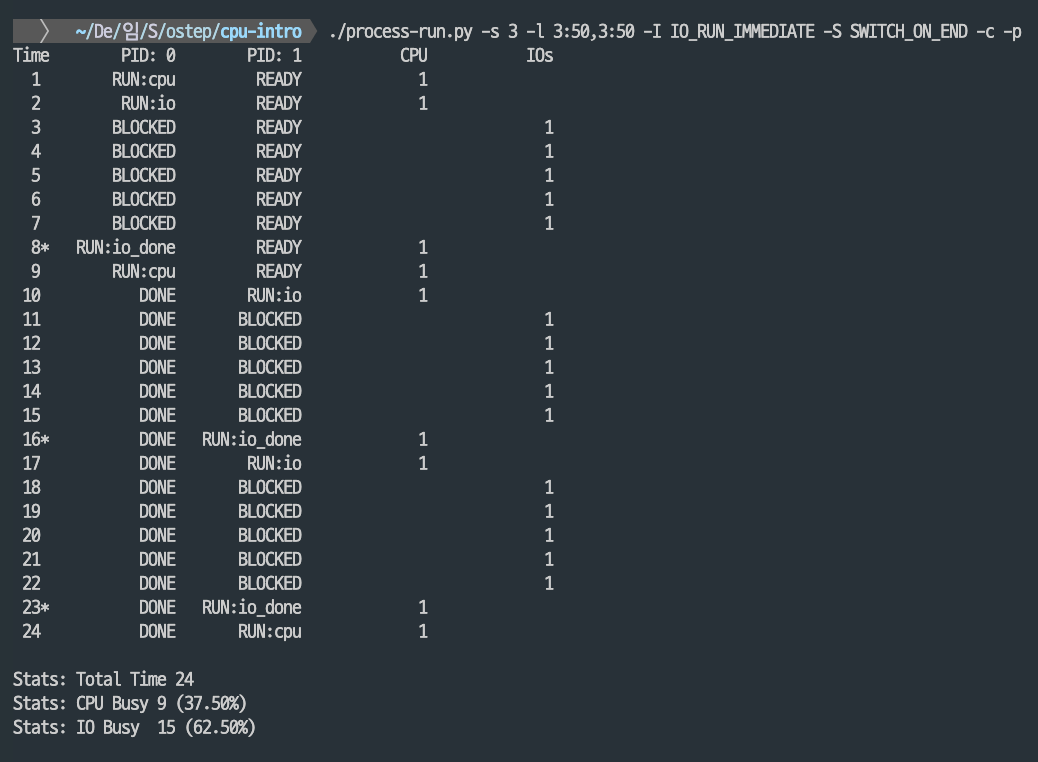 ~/De/임/S/ostep/cpu-intro ./process-run.py -s 3 -l 3:50,3:50 -I IO_RUN_IMMEDIATE -S SWITCH_ON_END -c -p
Time PID: 0 PID: 1 CPU IOs
1 RUN:cpu READY 1
2 RUN:io READY 1
3 BLOCKED READY 1
4 BLOCKED READY 1
5 BLOCKED READY 1
6 BLOCKED READY 1
7 BLOCKED READY 1
8* RUN:io_done READY 1
9 RUN:cpu READY 1
10 DONE RUN:io 1
11 DONE BLOCKED 1
12 DONE BLOCKED 1
13 DONE BLOCKED 1
14 DONE BLOCKED 1
15 DONE BLOCKED 1
16* DONE RUN:io_done 1
17 DONE RUN:io 1
18 DONE BLOCKED 1
19 DONE BLOCKED 1
20 DONE BLOCKED 1
21 DONE BLOCKED 1
22 DONE BLOCKED 1
23* DONE RUN:io_done 1
24 DONE RUN:cpu 1
Stats: Total Time 24
Stats: CPU Busy 9 (37.50%)
Stats: IO Busy 15 (62.50%)